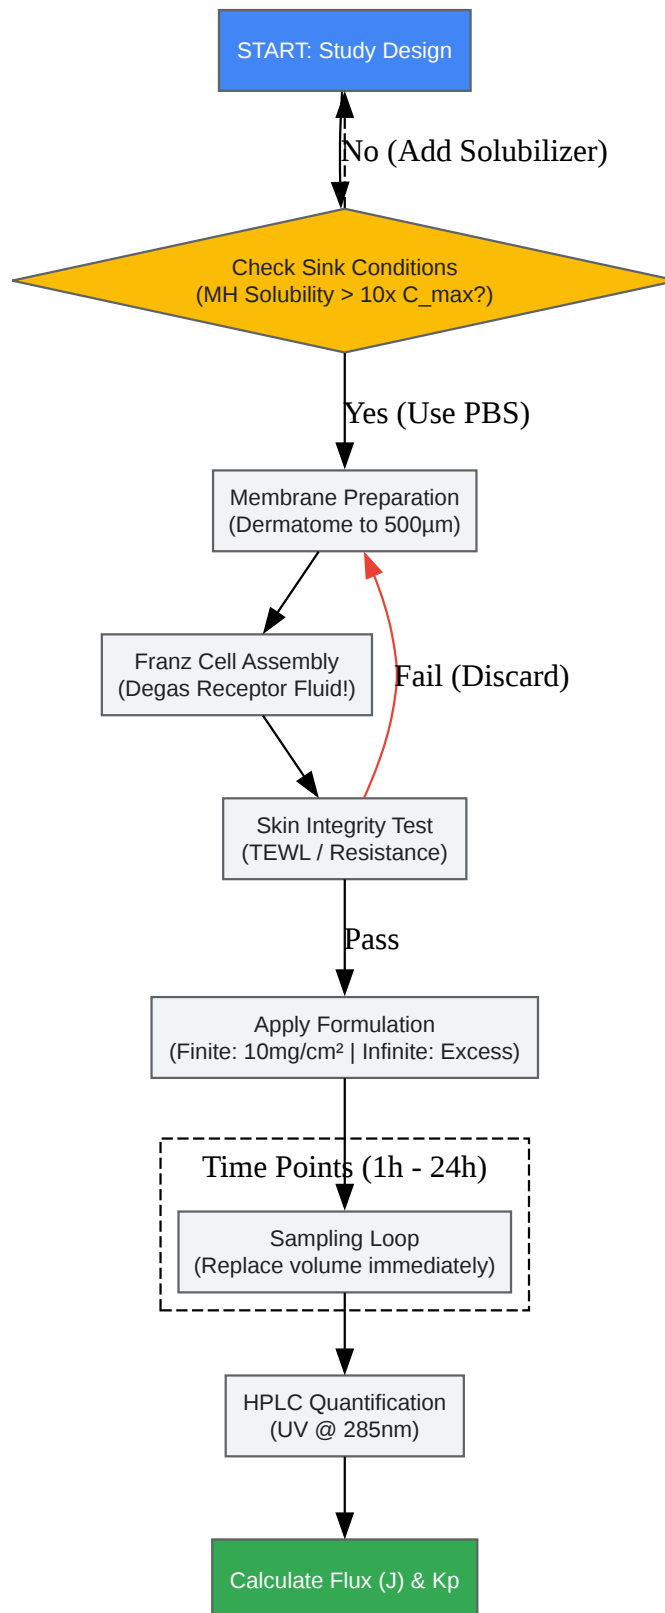 START: Study Design
No (Add Solubilizer)
Check Sink Conditions
(MH Solubility > 10x C_max?)
Yes (Use PBS)
Membrane Preparation
(Dermatome to 500µm)
Franz Cell Assembly
(Degas Receptor Fluid!)
Fail (Discard)
Skin Integrity Test
(TEWL / Resistance)
Pass
Apply Formulation
(Finite: 10mg/cm² | Infinite: Excess)
Time Points (1h - 24h)
Sampling Loop
(Replace volume immediately)
HPLC Quantification
(UV @ 285nm)
Calculate Flux (J) & Kp